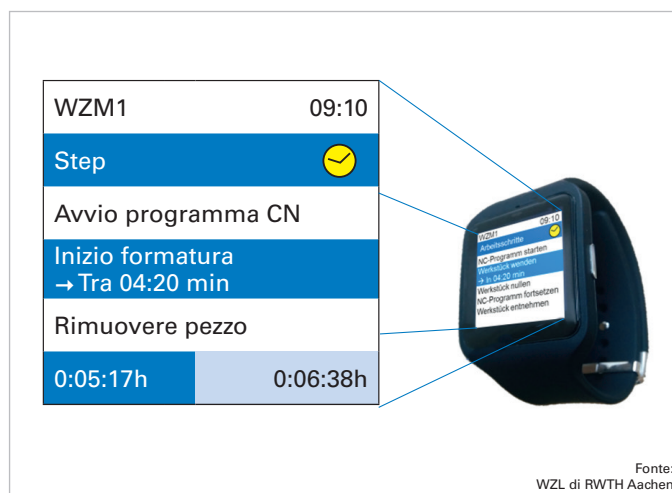 WZM1 09:10
Step
Avvio programma CN
Inizio formatura
→ Tra 04:20 min
Rimuovere pezzo
0:05:17h 0:06:38h
WZM1 09:10
Arbeitsschritte
NC-Programm starten
Werkstück wenden
→ In 04:20 min
Werkstück nullen
NC-Programm fortsetzen
Werkstück entnehmen
Fonte:
WZL di RWTH Aachen